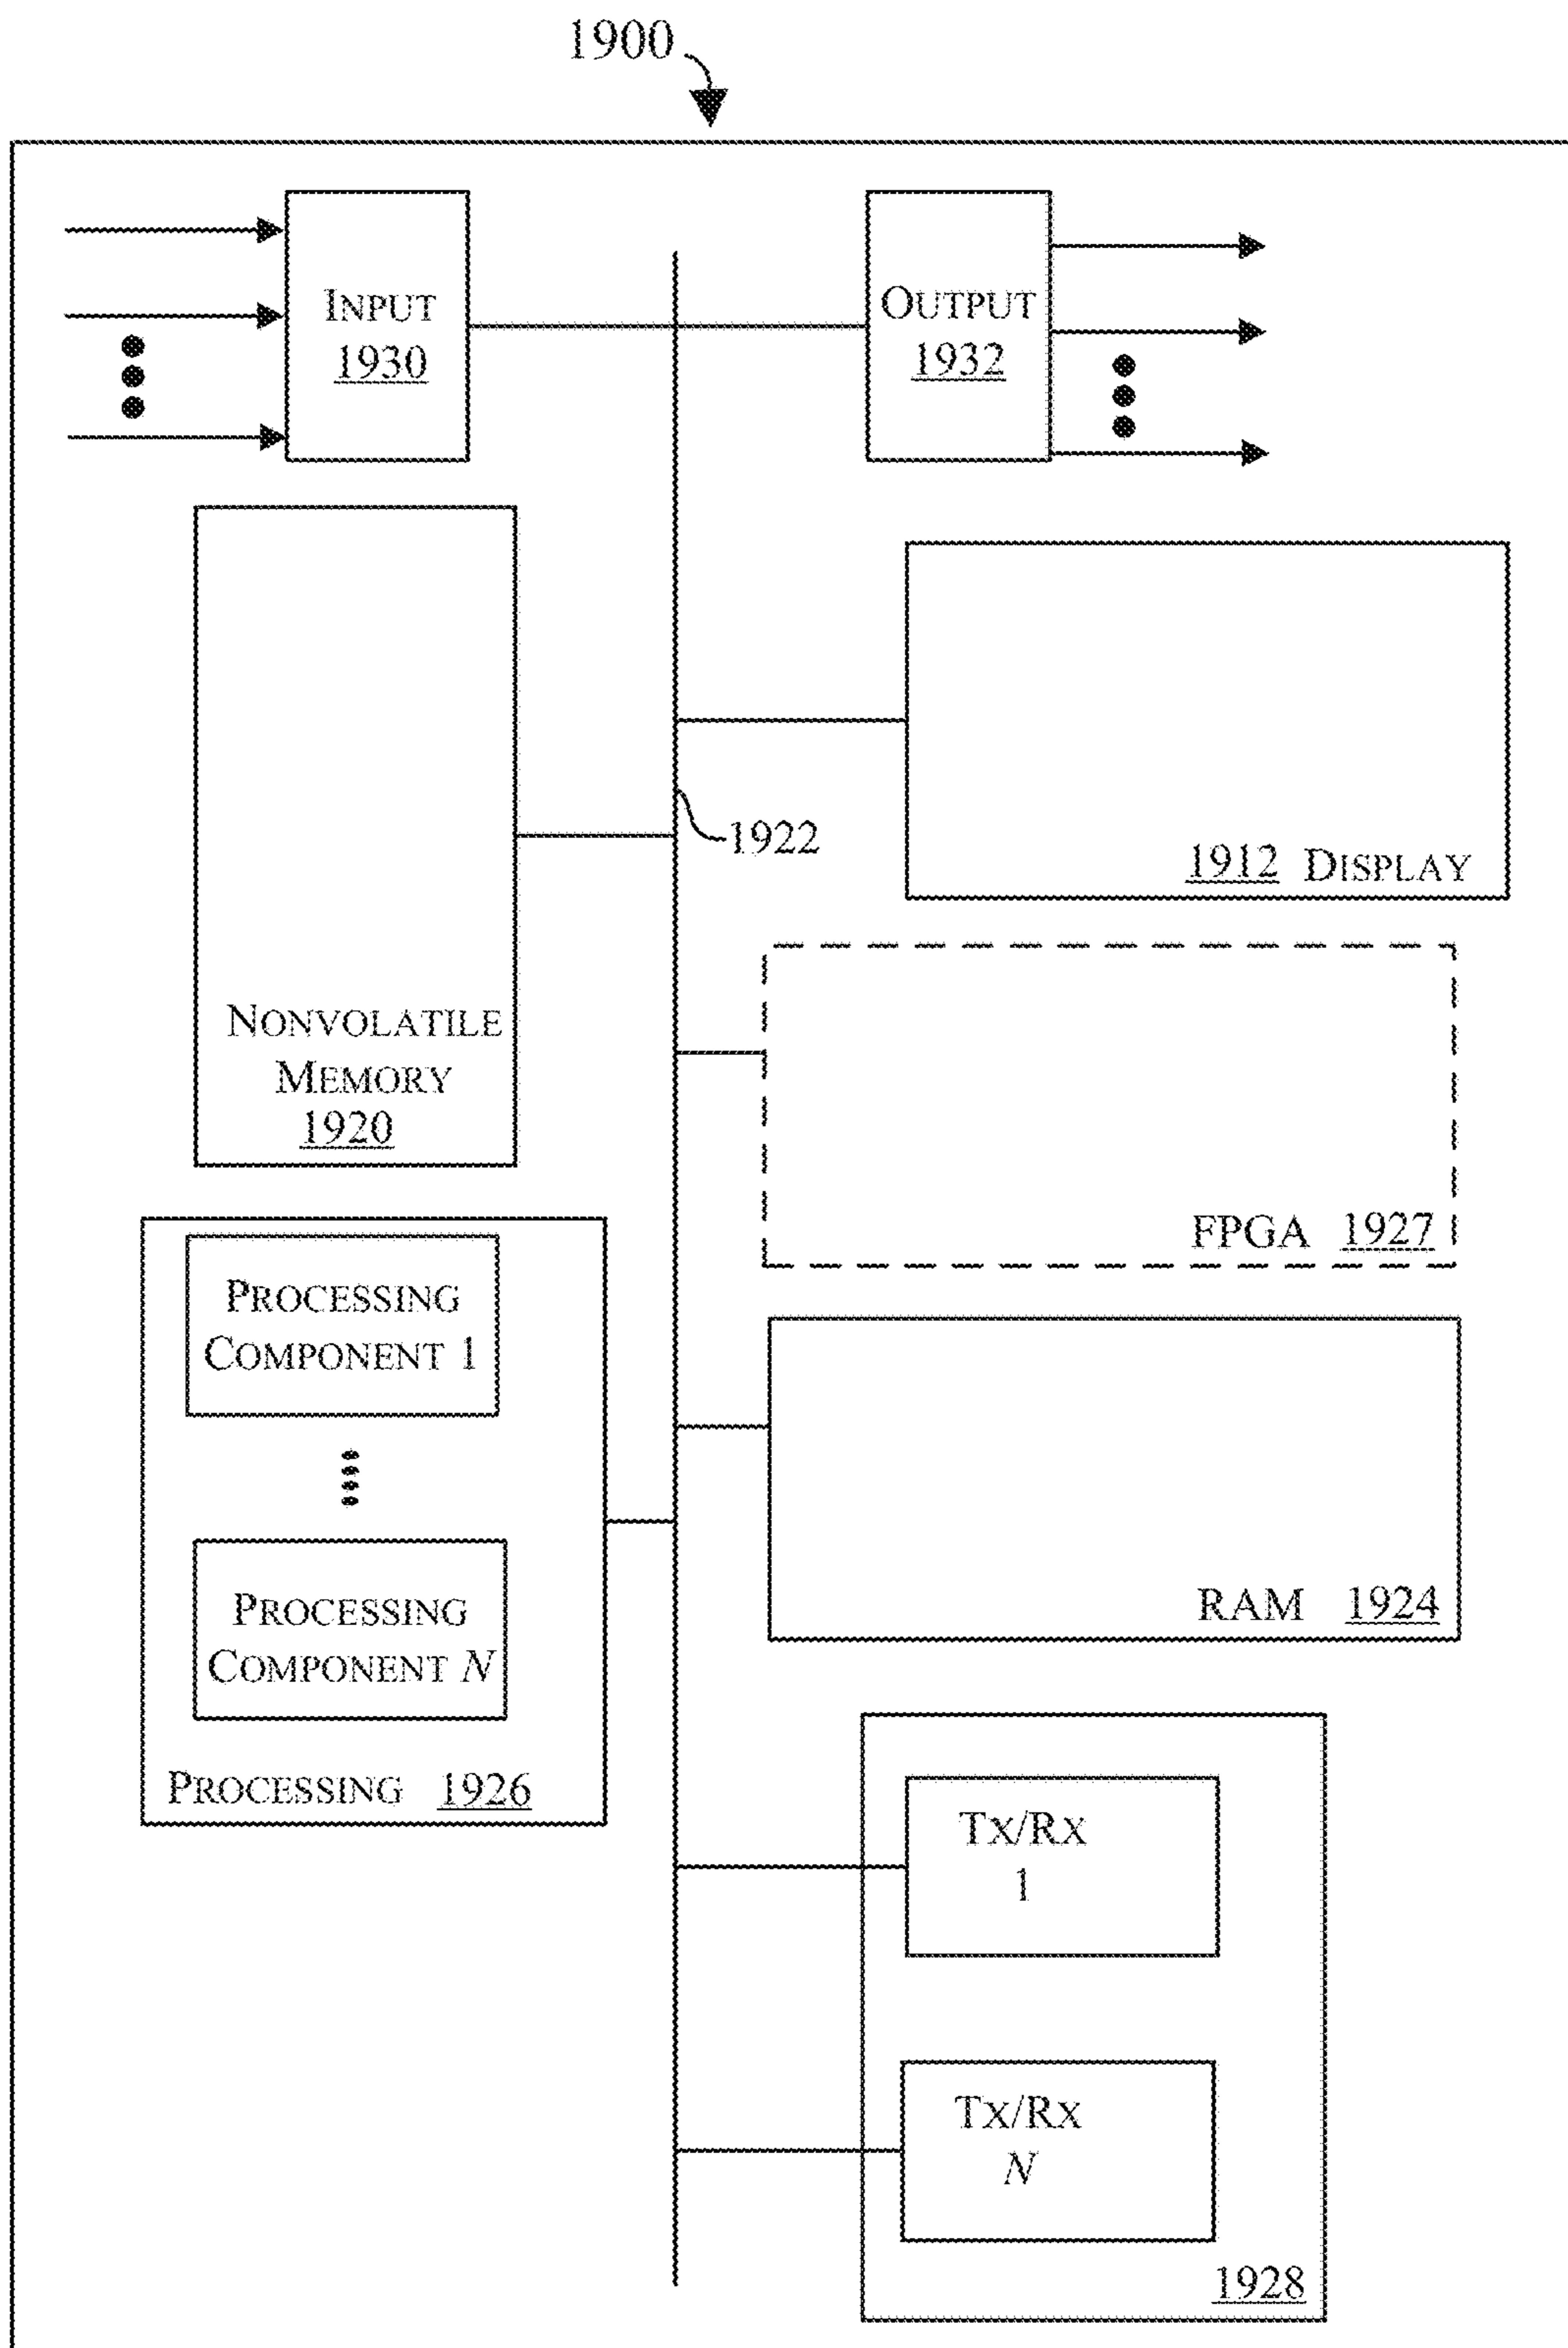 1900
INPUT
1930
OUTPUT
1932
1922
1912 DISPLAY
NONVOLATILE
MEMORY
1920
FPGA 1927
PROCESSING
COMPONENT 1
PROCESSING
COMPONENT N
PROCESSING 1926
RAM 1924
TX/RX
1
TX/RX
N
1928